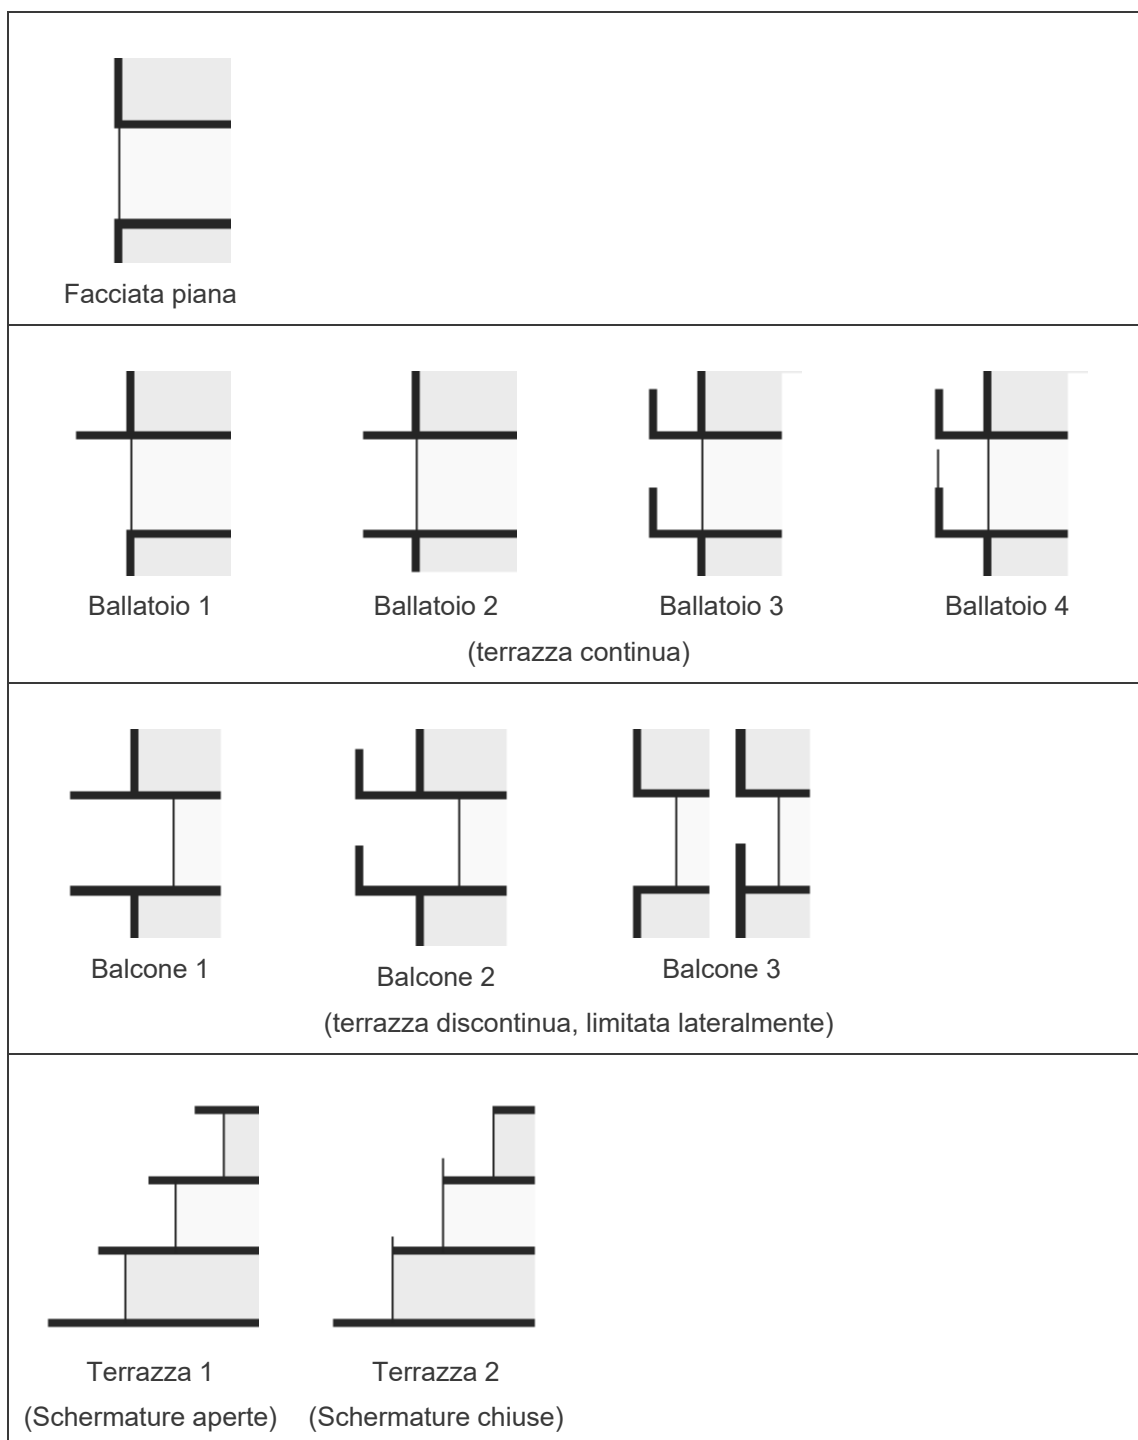 Facciata piana
Ballatoio 1 Ballatoio 2 Ballatoio 3 Ballatoio 4
(terrazza continua)
Balcone 1 Balcone 2 Balcone 3
(terrazza discontinua, limitata lateralmente)
Terrazza 1 Terrazza 2
(Schermature aperte) (Schermature chiuse)